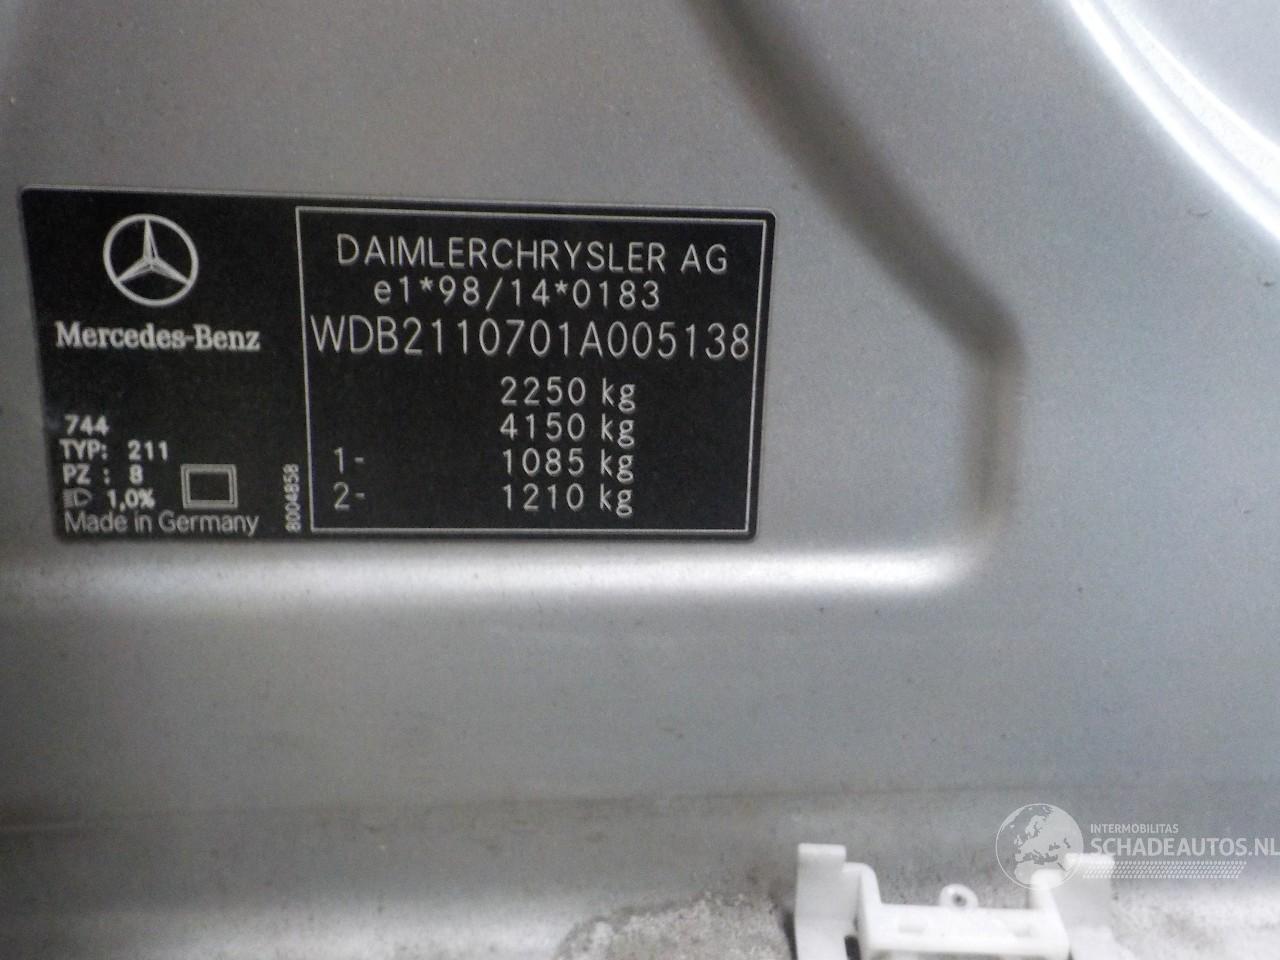 Mercedes-Benz
744
TYP: 211
PZ : 8
1,0%
Made in Germany
8004858
DAIMLERCHRYSLER AG
e1*98/14*0183
WDB2110701A005138
2250 kg
4150 kg
1- 1085 kg
2- 1210 kg
INTERMOBILITAS
SCHADEAUTOS.NL